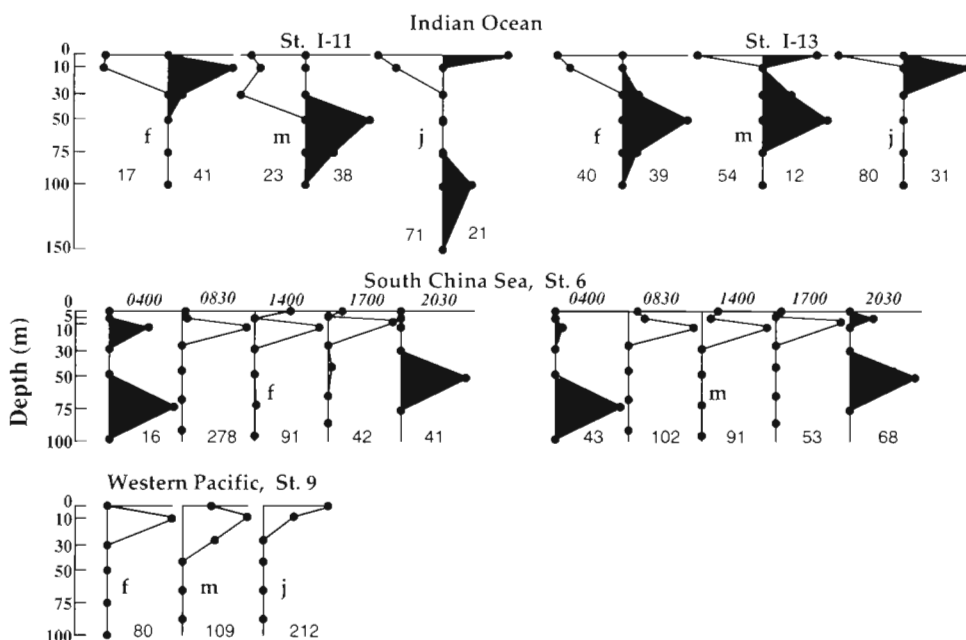 Indian Ocean
St. I-11
St. I-13
0
10
30
50
75
100
150
f
m
j
f
m
j
17 41 23 38 71 21 40 39 54 12 80 31
South China Sea, St. 6
0400 0830 1400 1700 2030 0400 0830 1400 1700 2030
Depth (m)
0
5
10
30
50
75
100
f
m
16 278 91 42 41 43 102 91 53 68
Western Pacific, St. 9
0
10
30
50
75
100
f m j
80 109 212